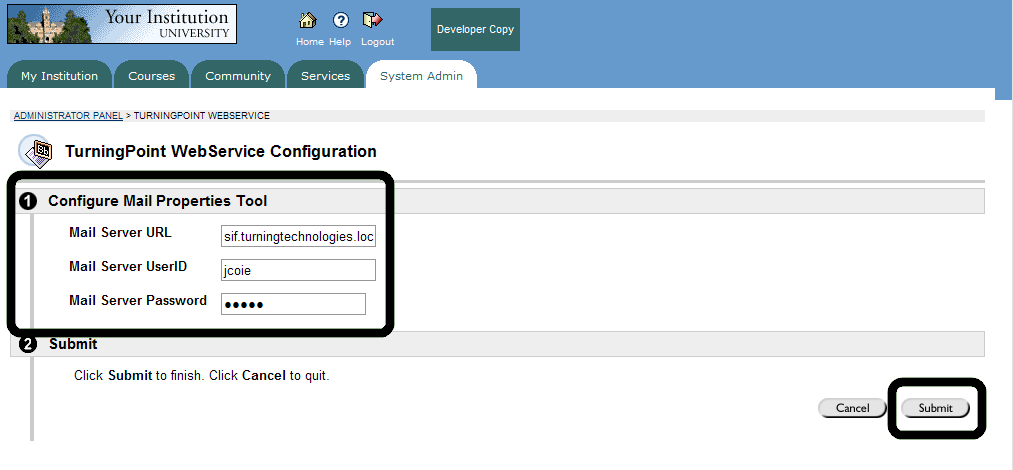 Your Institution
UNIVERSITY
Home Help Logout
Developer Copy
My Institution Courses Community Services System Admin
ADMINISTRATOR PANEL > TURNINGPOINT WEBSERVICE
TurningPoint WebService Configuration
1 Configure Mail Properties Tool
Mail Server URL sif.turningtechnologies.loc
Mail Server UserID jcoie
Mail Server Password •••••
2 Submit
Click Submit to finish. Click Cancel to quit.
Cancel Submit